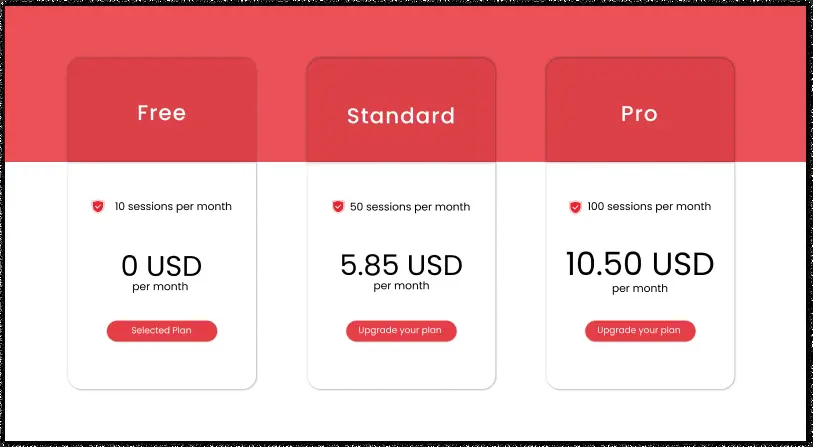 Free
10 sessions per month
0 USD
per month
Selected Plan
Standard
50 sessions per month
5.85 USD
per month
Upgrade your plan
Pro
100 sessions per month
10.50 USD
per month
Upgrade your plan